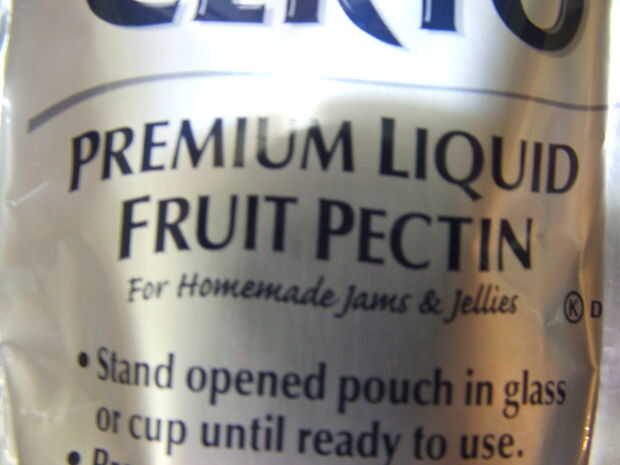 CERTO
PREMIUM LIQUID
FRUIT PECTIN
For Homemade Jams & Jellies
Ⓚ D
• Stand opened pouch in glass
or cup until ready to use.